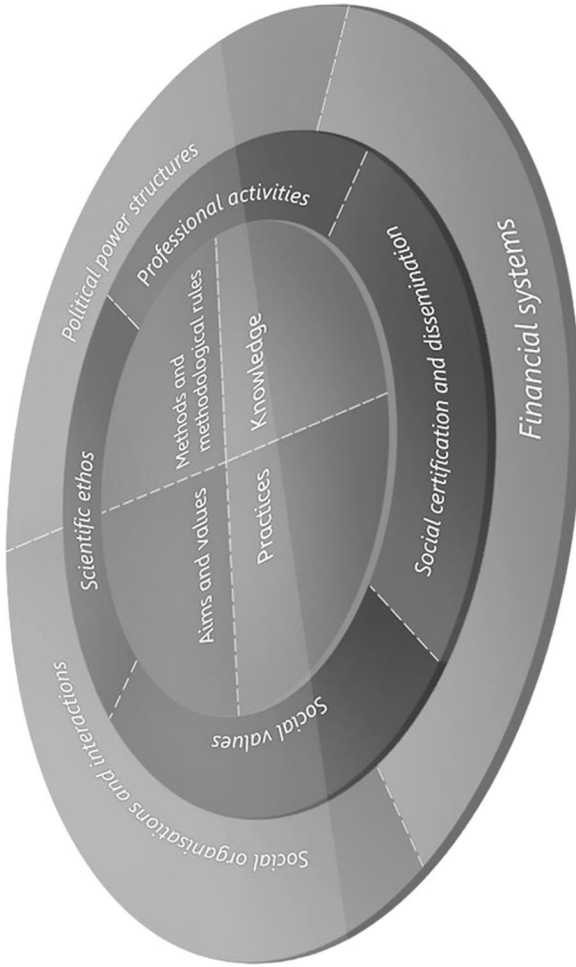 Political power structures
Professional activities
Scientific ethos
Methods and
methodological rules
Knowledge
Aims and values
Practices
Social certification and dissemination
Social values
Social organisations and interactions
Financial systems